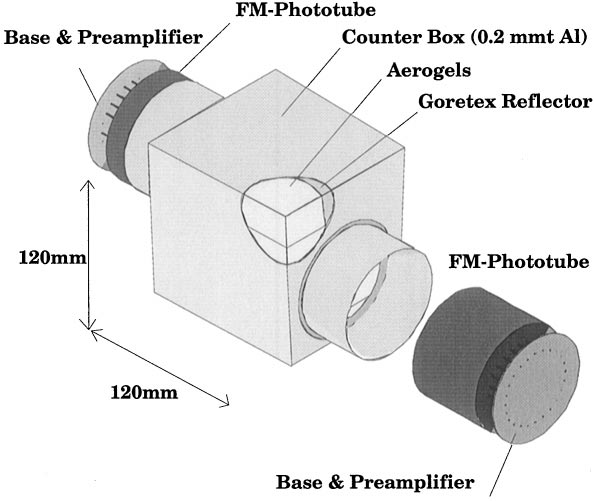 FM-Phototube
Base & Preamplifier
Counter Box (0.2 mmt Al)
Aerogels
Goretex Reflector
120mm
FM-Phototube
120mm
Base & Preamplifier